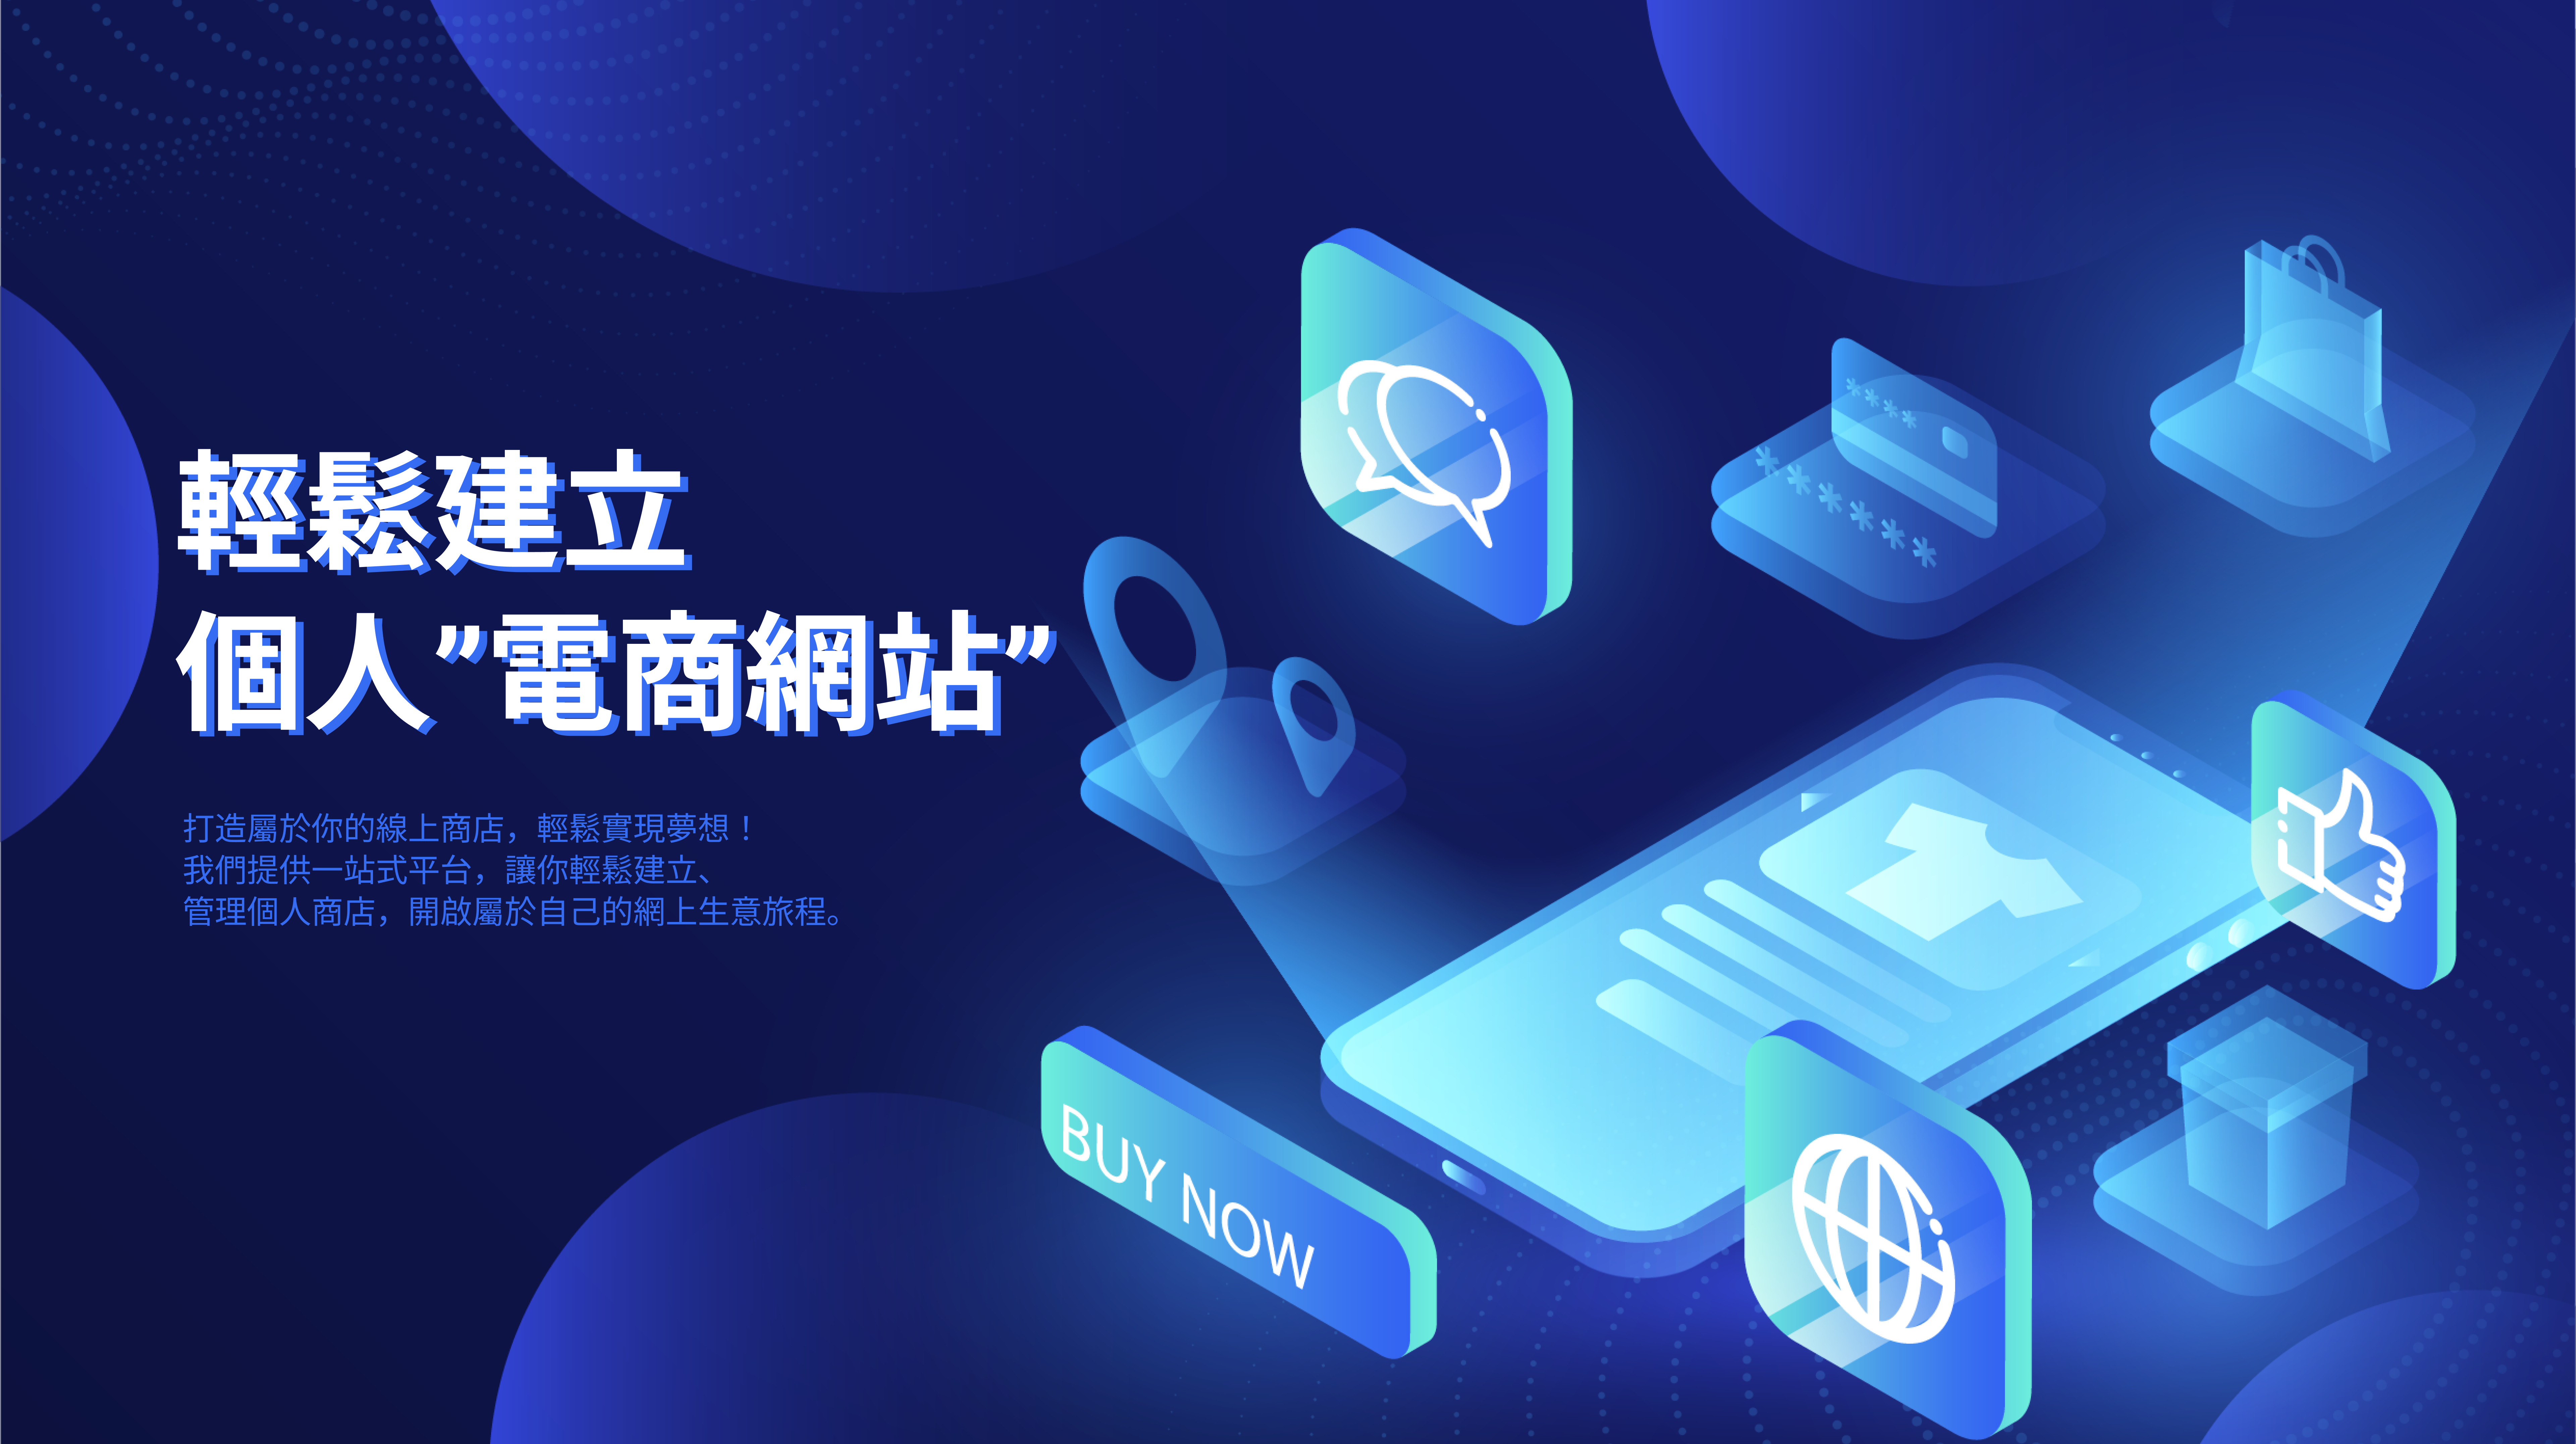 輕鬆建立
個人”電商網站”
打造屬於你的線上商店，輕鬆實現夢想！
我們提供一站式平台，讓你輕鬆建立、
管理個人商店，開啟屬於自己的網上生意旅程。
****
******
BUY NOW